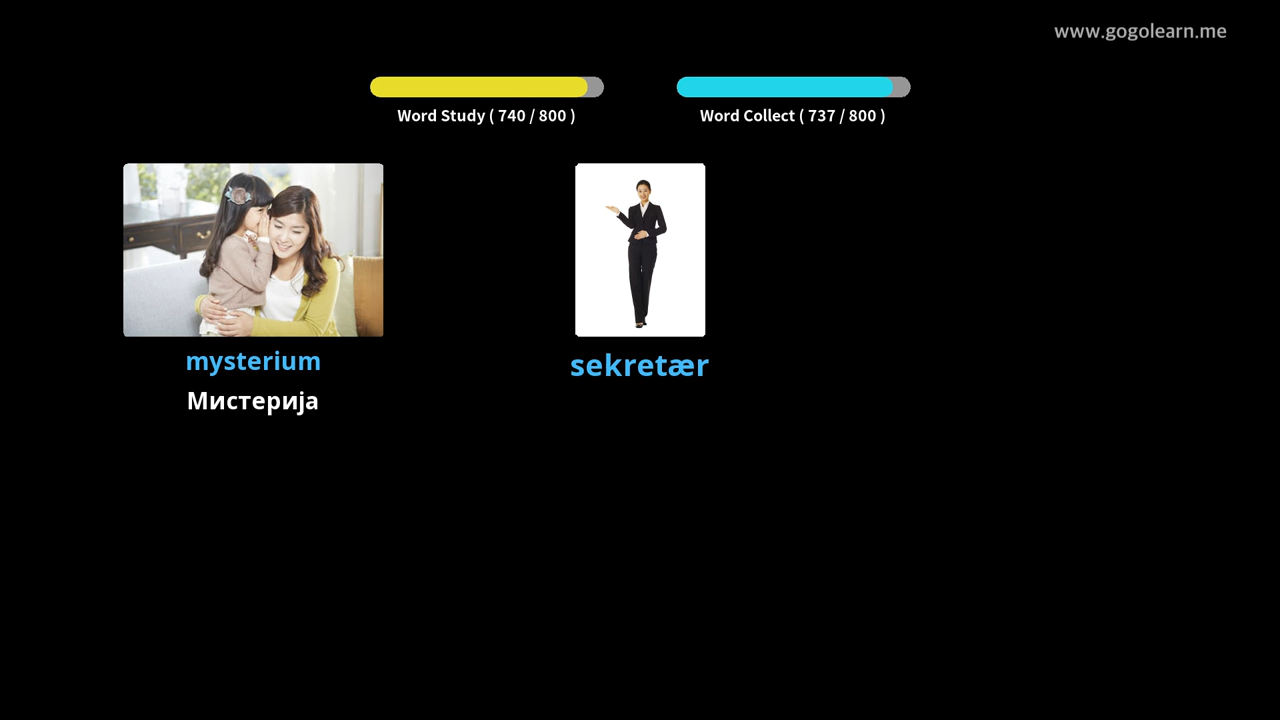 www.gogolearn.me
Word Study ( 740 / 800 )
Word Collect ( 737 / 800 )
mysterium
Мистерија
sekretær